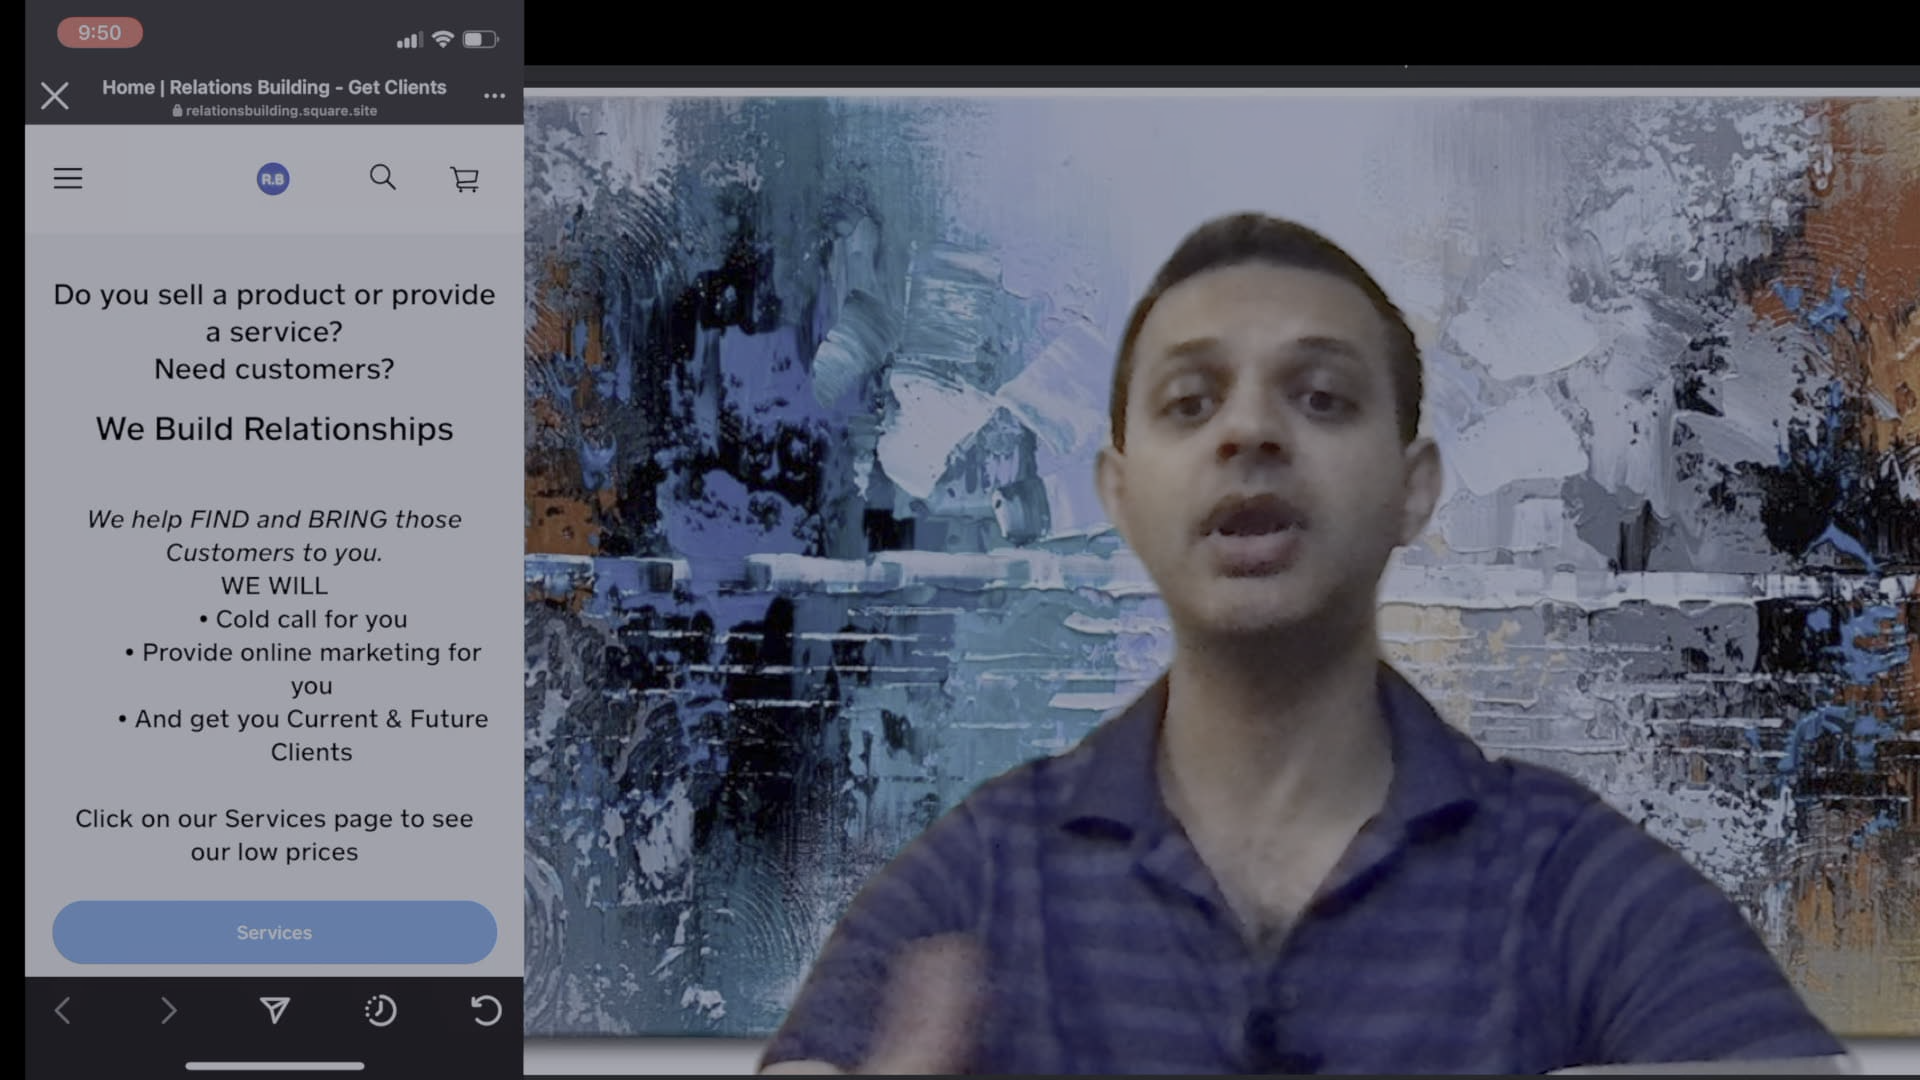 9:50
Home | Relations Building - Get Clients
relationsbuilding.square.site
R.B
Do you sell a product or provide
a service?
Need customers?
We Build Relationships
We help FIND and BRING those
Customers to you.
WE WILL
• Cold call for you
• Provide online marketing for
you
• And get you Current & Future
Clients
Click on our Services page to see
our low prices
Services